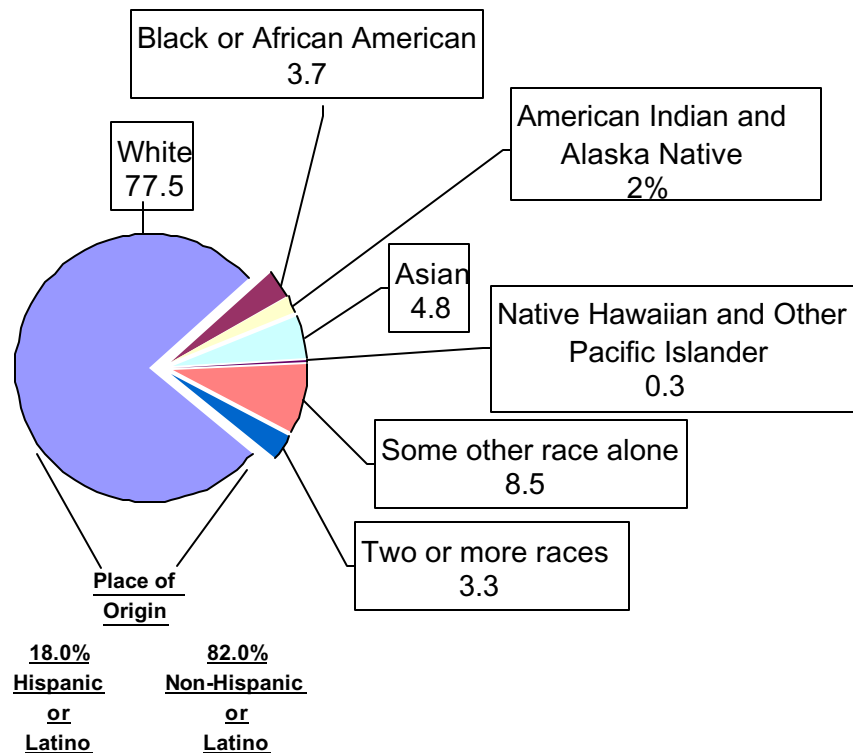 Black or African American
3.7
American Indian and
Alaska Native
2%
White
77.5
Asian
4.8
Native Hawaiian and Other
Pacific Islander
0.3
Some other race alone
8.5
Two or more races
3.3
Place of
Origin
18.0%
Hispanic
or
Latino
82.0%
Non-Hispanic
or
Latino